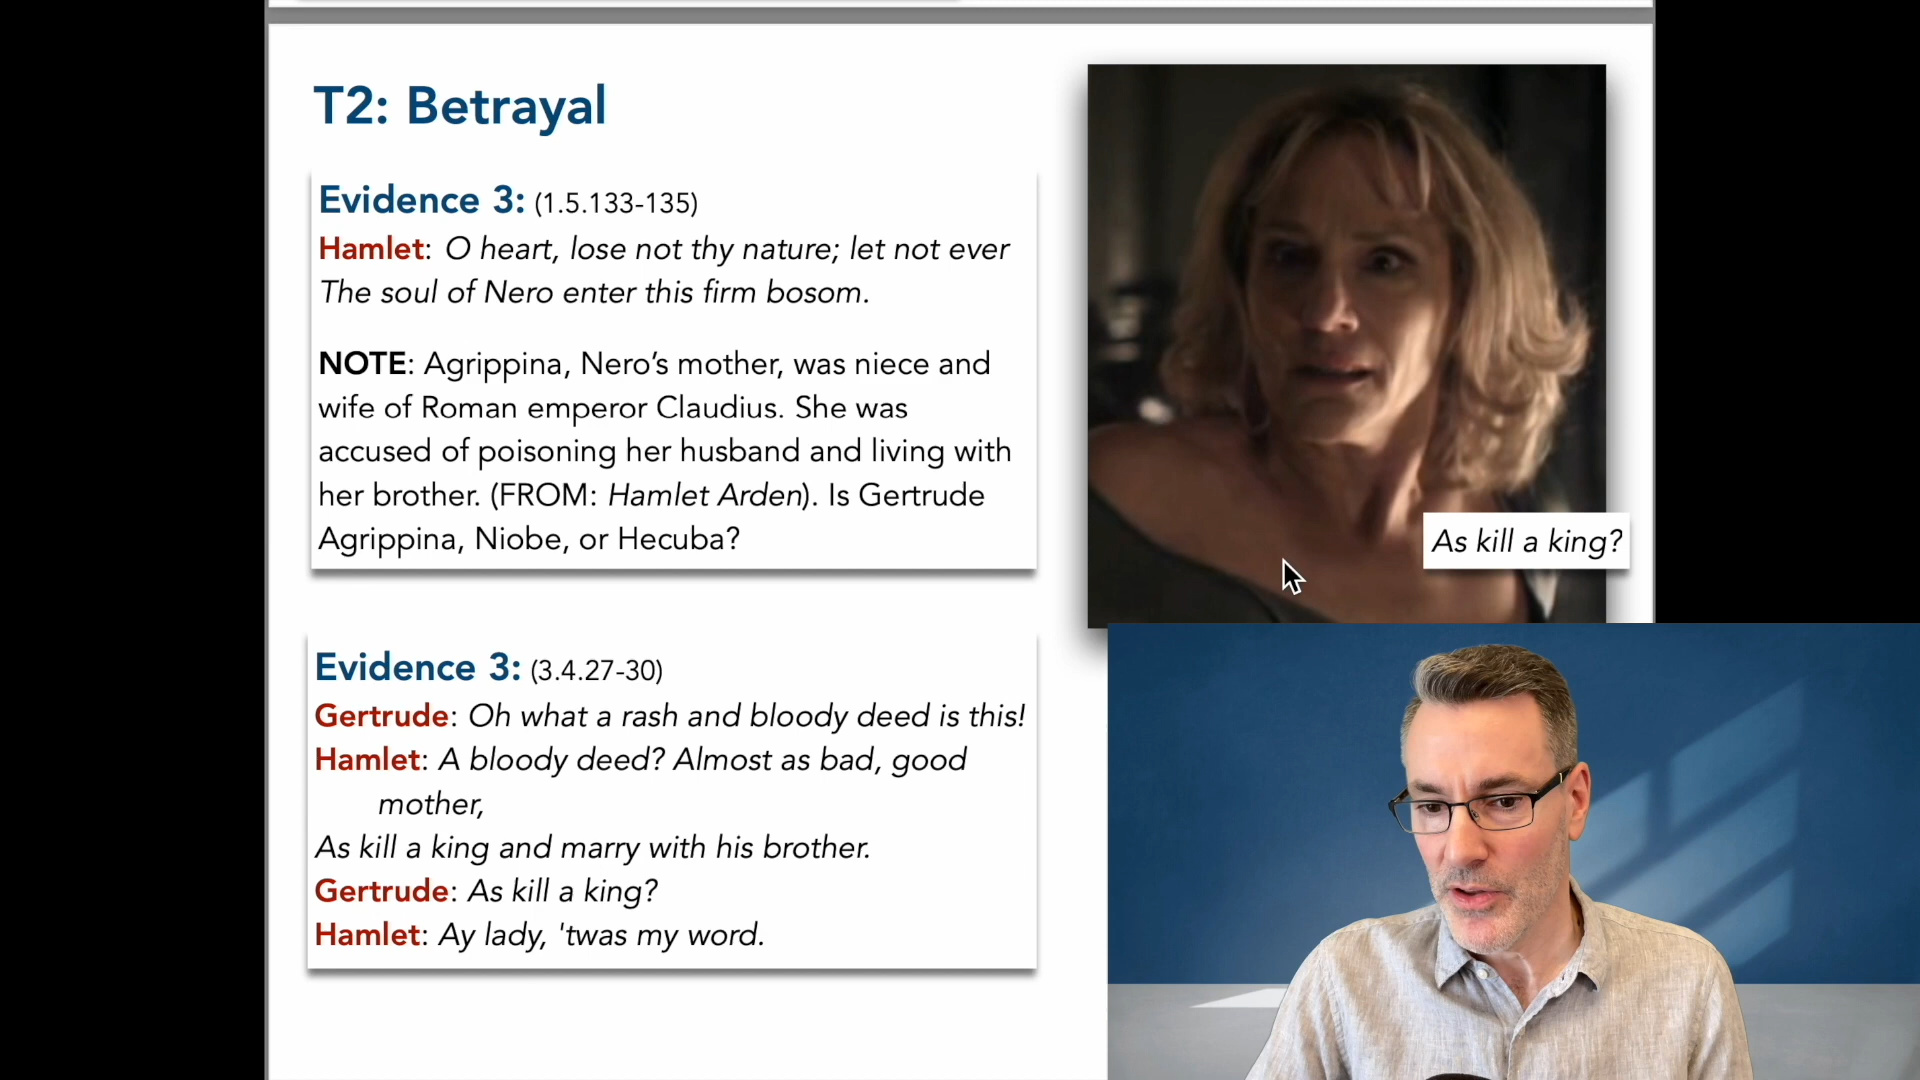 T2: Betrayal
Evidence 3: (1.5.133-135)
Hamlet: O heart, lose not thy nature; let not ever
The soul of Nero enter this firm bosom.
NOTE: Agrippina, Nero’s mother, was niece and
wife of Roman emperor Claudius. She was
accused of poisoning her husband and living with
her brother. (FROM: Hamlet Arden). Is Gertrude
Agrippina, Niobe, or Hecuba?
As kill a king?
Evidence 3: (3.4.27-30)
Gertrude: Oh what a rash and bloody deed is this!
Hamlet: A bloody deed? Almost as bad, good
mother,
As kill a king and marry with his brother.
Gertrude: As kill a king?
Hamlet: Ay lady, 'twas my word.